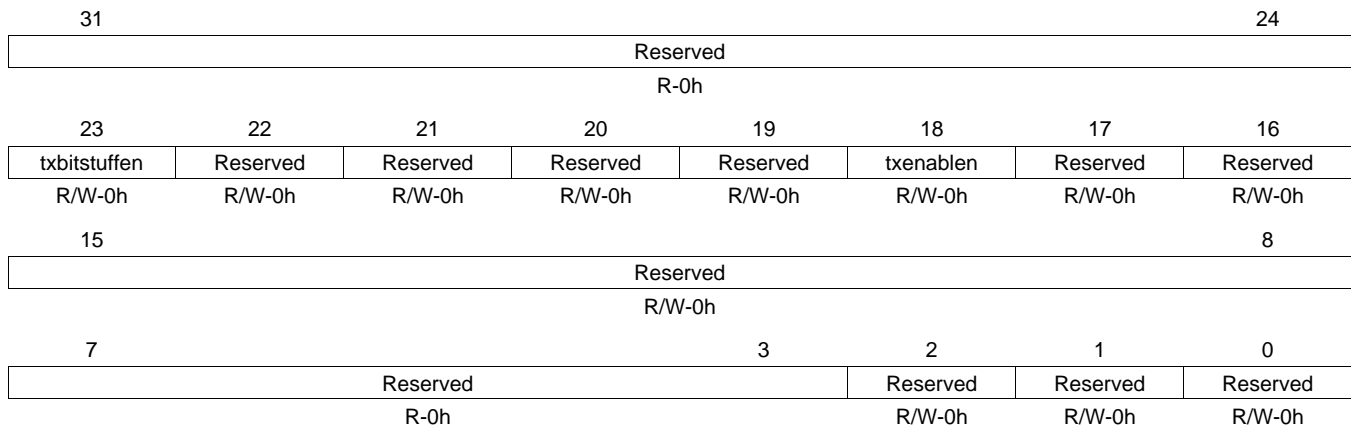 31 24
Reserved
R-0h
23 22 21 20 19 18 17 16
txbitstuffen Reserved Reserved Reserved Reserved txenablen Reserved Reserved
R/W-0h R/W-0h R/W-0h R/W-0h R/W-0h R/W-0h R/W-0h R/W-0h
15 8
Reserved
R/W-0h
7 3 2 1 0
Reserved Reserved Reserved Reserved
R-0h R/W-0h R/W-0h R/W-0h